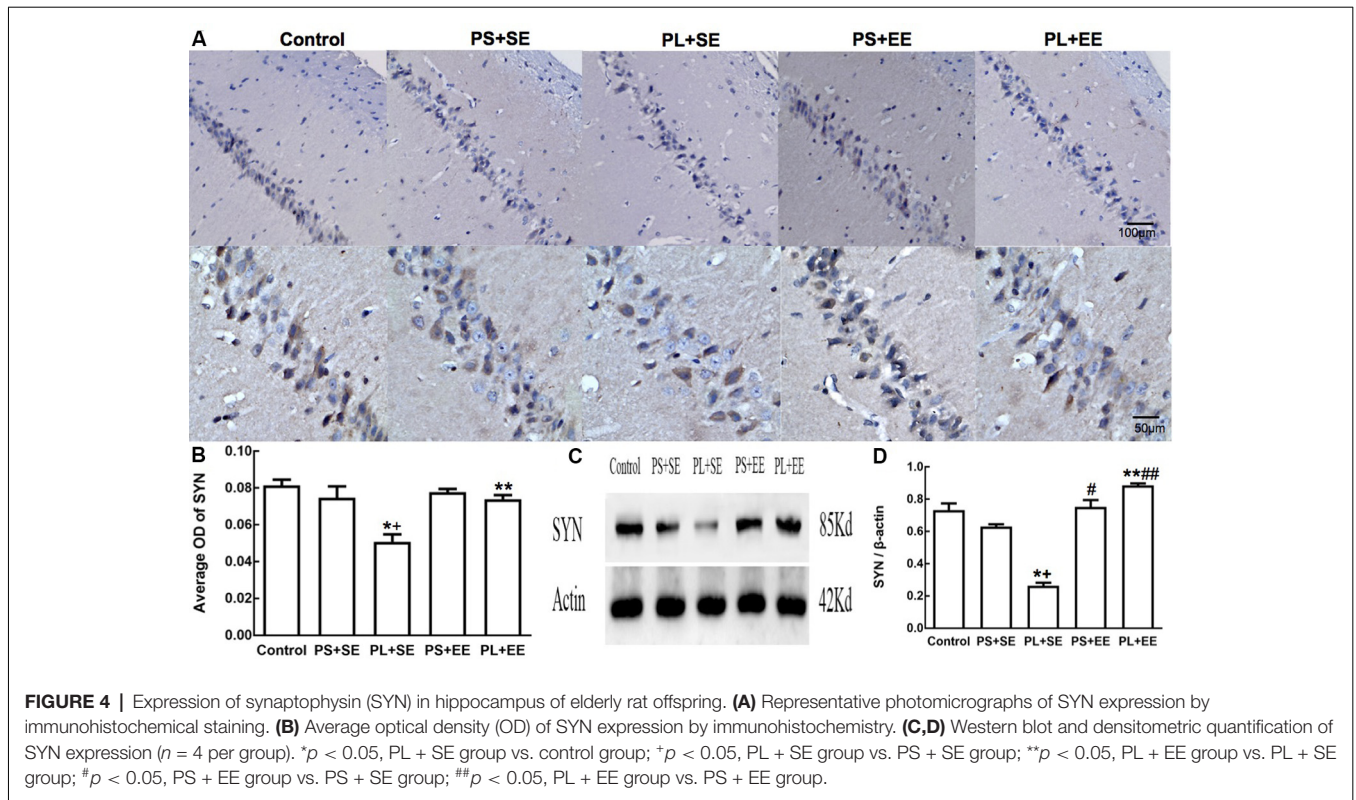 A
Control PS+SE PL+SE PS+EE PL+EE
100μm
50μm
B
Average OD of SYN
0.10
0.08
0.06
0.04
0.02
0.00
*+
**
Control PS+SE PL+SE PS+EE PL+EE
C
Control PS+SE PL+SE PS+EE PL+EE
SYN 85Kd
Actin 42Kd
D
SYN / β-actin
1.0
0.8
0.6
0.4
0.2
0.0
*+
#
**##
Control PS+SE PL+SE PS+EE PL+EE
FIGURE 4 | Expression of synaptophysin (SYN) in hippocampus of elderly rat offspring. (A) Representative photomicrographs of SYN expression by
immunohistochemical staining. (B) Average optical density (OD) of SYN expression by immunohistochemistry. (C,D) Western blot and densitometric quantification of
SYN expression (n = 4 per group). *p < 0.05, PL + SE group vs. control group; +p < 0.05, PL + SE group vs. PS + SE group; **p < 0.05, PL + EE group vs. PL + SE
group; #p < 0.05, PS + EE group vs. PS + SE group; ##p < 0.05, PL + EE group vs. PS + EE group.